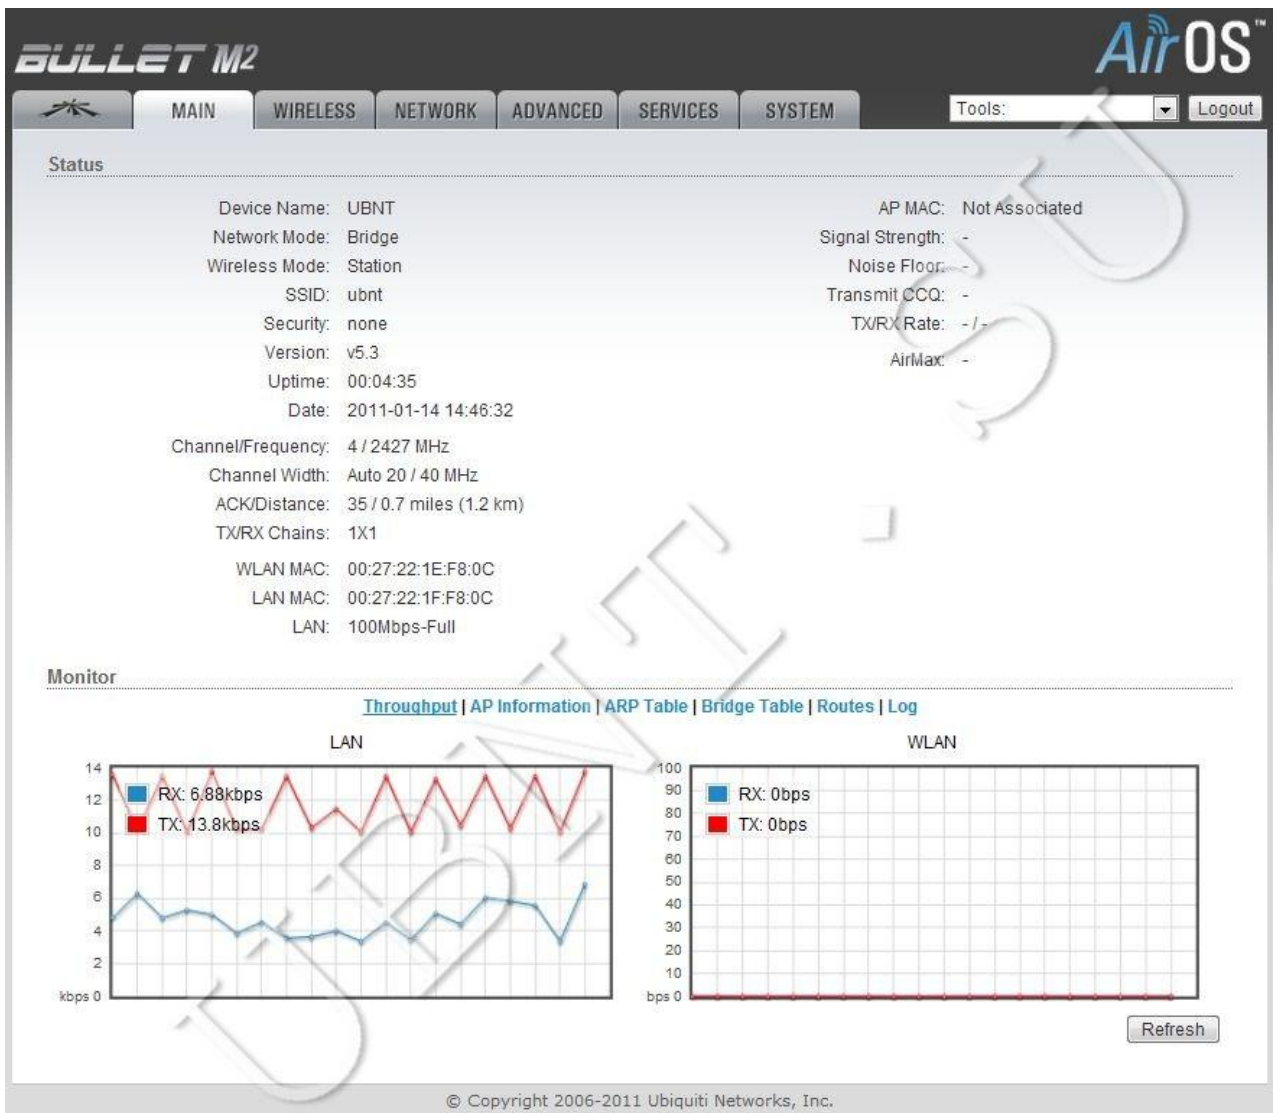 BULLET M2
AirOS™
MAIN WIRELESS NETWORK ADVANCED SERVICES SYSTEM Tools: Logout
Status
Device Name: UBNT
Network Mode: Bridge
Wireless Mode: Station
SSID: ubnt
Security: none
Version: v5.3
Uptime: 00:04:35
Date: 2011-01-14 14:46:32
Channel/Frequency: 4 / 2427 MHz
Channel Width: Auto 20 / 40 MHz
ACK/Distance: 35 / 0.7 miles (1.2 km)
TX/RX Chains: 1X1
WLAN MAC: 00:27:22:1E:F8:0C
LAN MAC: 00:27:22:1F:F8:0C
LAN: 100Mbps-Full
AP MAC: Not Associated
Signal Strength: -
Noise Floor: -
Transmit CCQ: -
TX/RX Rate: - / -
AirMax: -
Monitor
Throughput | AP Information | ARP Table | Bridge Table | Routes | Log
LAN
14
12
10
8
6
4
2
kbps 0
RX: 6.88kbps
TX: 13.8kbps
WLAN
100
90
80
70
60
50
40
30
20
10
bps 0
RX: 0bps
TX: 0bps
Refresh
© Copyright 2006-2011 Ubiquiti Networks, Inc.
UBNT.SU